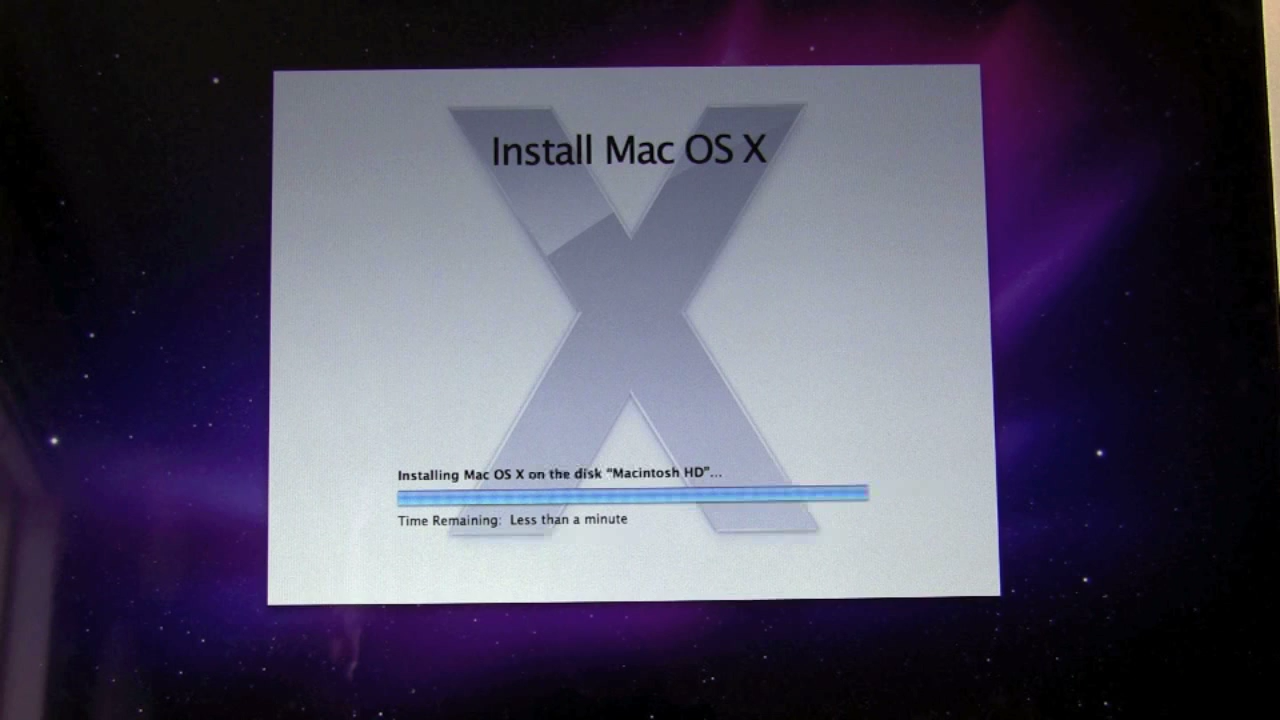 Install Mac OS X
Installing Mac OS X on the disk “Macintosh HD”...
Time Remaining: Less than a minute